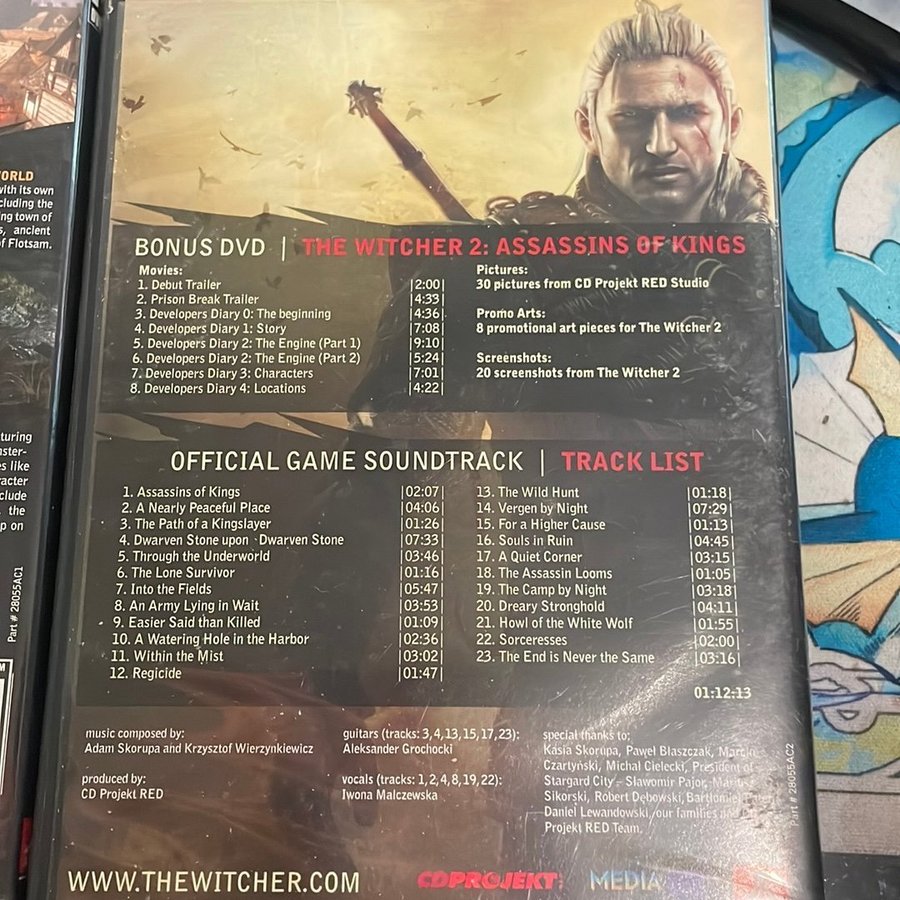 WORLD
with its own
cluding the
ing town of
s, ancient
of Flotsam.
turing
nster-
es like
racter
clude
the
p on
Part # 28055AC1
BONUS DVD | THE WITCHER 2: ASSASSINS OF KINGS
Movies:
1. Debut Trailer |2:00|
2. Prison Break Trailer |4:33|
3. Developers Diary 0: The beginning |4:36|
4. Developers Diary 1: Story |7:08|
5. Developers Diary 2: The Engine (Part 1) |9:10|
6. Developers Diary 2: The Engine (Part 2) |5:24|
7. Developers Diary 3: Characters |7:01|
8. Developers Diary 4: Locations |4:22|
Pictures:
30 pictures from CD Projekt RED Studio
Promo Arts:
8 promotional art pieces for The Witcher 2
Screenshots:
20 screenshots from The Witcher 2
OFFICIAL GAME SOUNDTRACK | TRACK LIST
1. Assassins of Kings |02:07|
2. A Nearly Peaceful Place |04:06|
3. The Path of a Kingslayer |01:26|
4. Dwarven Stone upon Dwarven Stone |07:33|
5. Through the Underworld |03:46|
6. The Lone Survivor |01:16|
7. Into the Fields |05:47|
8. An Army Lying in Wait |03:53|
9. Easier Said than Killed |01:09|
10. A Watering Hole in the Harbor |02:36|
11. Within the Mist |03:02|
12. Regicide |01:47|
13. The Wild Hunt |01:18|
14. Vergen by Night |07:29|
15. For a Higher Cause |01:13|
16. Souls in Ruin |04:45|
17. A Quiet Corner |03:15|
18. The Assassin Looms |01:05|
19. The Camp by Night |03:18|
20. Dreary Stronghold |04:11|
21. Howl of the White Wolf |01:55|
22. Sorceresses |02:00|
23. The End is Never the Same |03:16|
01:12:13
music composed by:
Adam Skorupa and Krzysztof Wierzynkiewicz
produced by:
CD Projekt RED
guitars (tracks: 3,4,13,15,17,23):
Aleksander Grochocki
vocals (tracks: 1,2,4,8,19,22):
Iwona Malczewska
special thanks to:
Kasia Skorupa, Paweł Błaszczak,
Czartyński, Michał Cielecki, President of
Stargard City – Sławomir Pajor,
Sikorski, Robert Dębowski,
Daniel Lewandowski, our families and
Projekt RED Team.
Part # 28055AC2
WWW.THEWITCHER.COM
CD PROJEKT
MEDIA